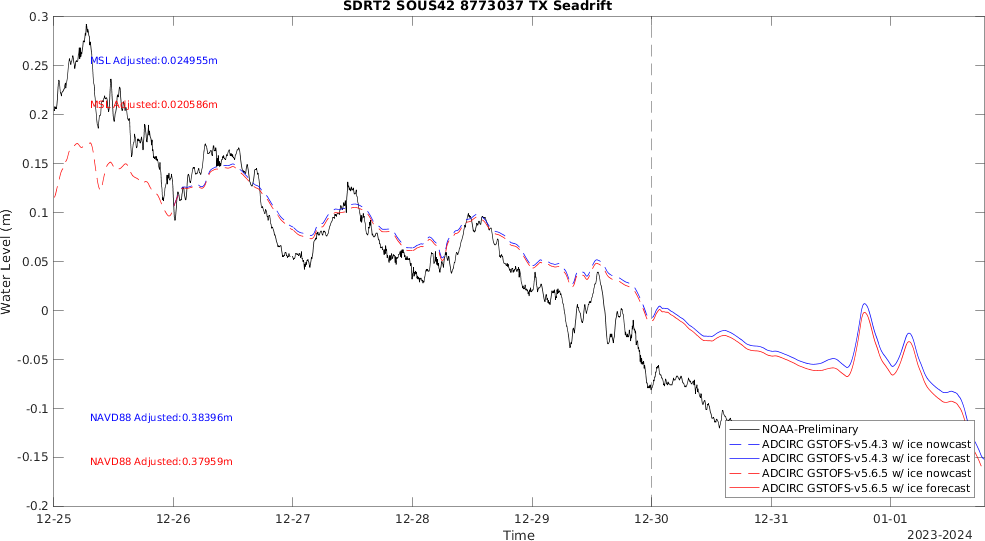 SDRT2 SOUS42 8773037 TX Seadrift
0.3
0.25
0.2
0.15
0.1
0.05
0
-0.05
-0.1
-0.15
-0.2
Water Level (m)
MSL Adjusted:0.024955m
MSL Adjusted:0.020586m
NAVD88 Adjusted:0.38396m
NAVD88 Adjusted:0.37959m
NOAA-Preliminary
ADCIRC GSTOFS-v5.4.3 w/ ice nowcast
ADCIRC GSTOFS-v5.4.3 w/ ice forecast
ADCIRC GSTOFS-v5.6.5 w/ ice nowcast
ADCIRC GSTOFS-v5.6.5 w/ ice forecast
12-25 12-26 12-27 12-28 12-29 12-30 12-31 01-01
Time
2023-2024